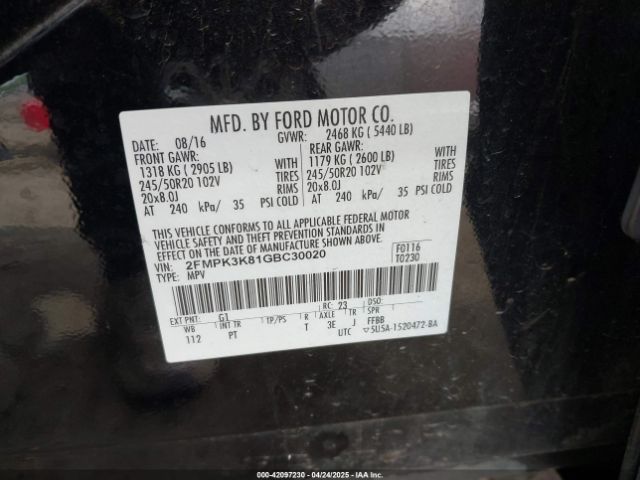 MFD. BY FORD MOTOR CO.
DATE: 08/16 GVWR: 2468 KG ( 5440 LB)
FRONT GAWR: REAR GAWR:
1318 KG ( 2905 LB) WITH 1179 KG ( 2600 LB) WITH
245/50R20 102V TIRES 245/50R20 102V TIRES
20x8.0J RIMS 20x8.0J RIMS
AT 240 kPa/ 35 PSI COLD AT 240 kPa/ 35 PSI COLD
THIS VEHICLE CONFORMS TO ALL APPLICABLE FEDERAL MOTOR
VEHICLE SAFETY AND THEFT PREVENTION STANDARDS IN
EFFECT ON THE DATE OF MANUFACTURE SHOWN ABOVE.
VIN: 2FMPK3K81GBC30020 F0116
TYPE: MPV T0230
EXT PNT: G1 RC: 23 DSO:
WB INT TR TP/PS R AXLE TR SPR
112 PT T 3E J FFBB
UTC 5U5A-1520472-BA
000-42097230 - 04/24/2025 - IAAI Inc.